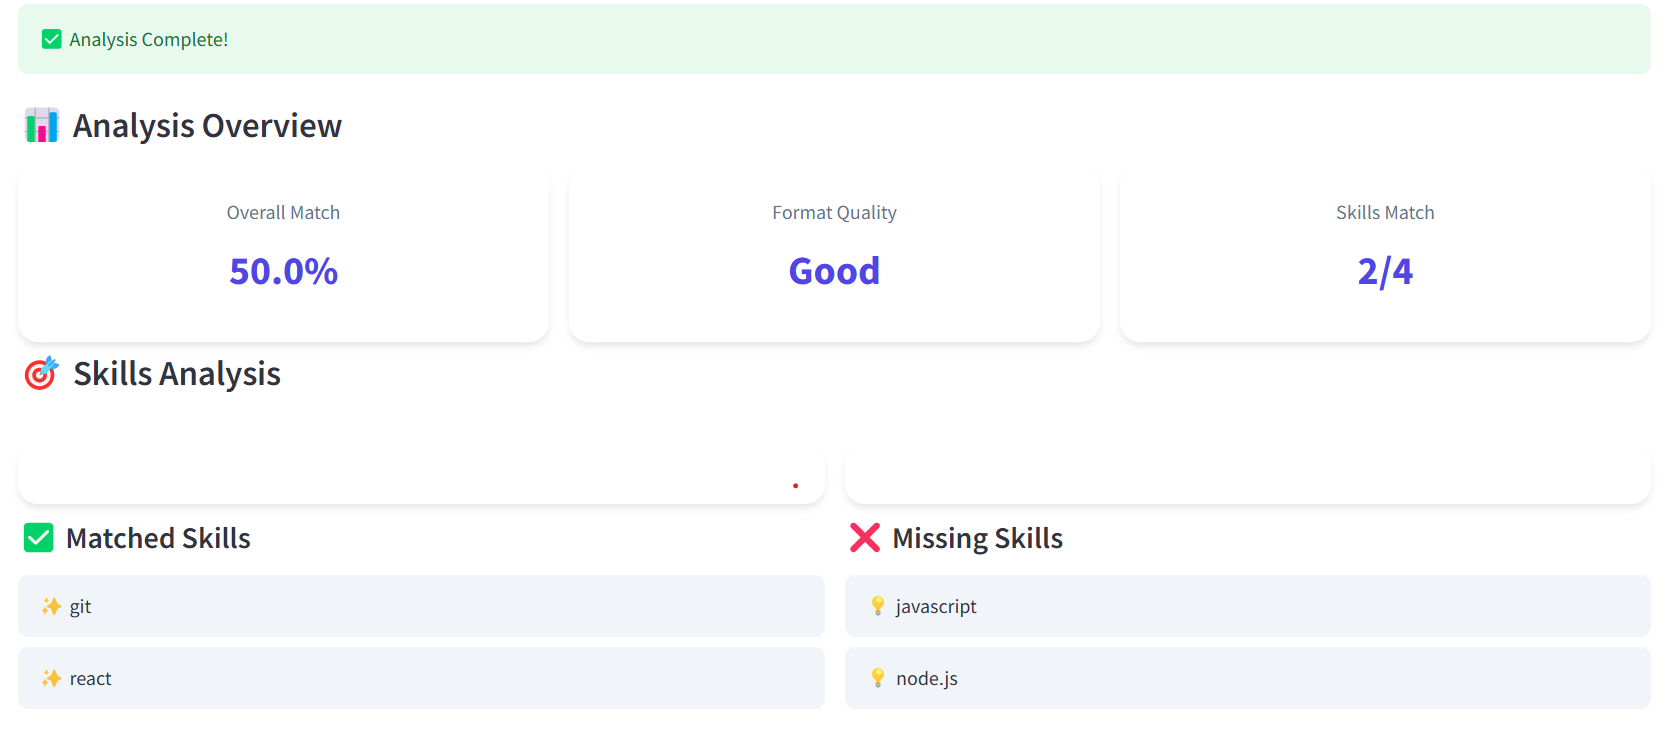 Analysis Complete!
Analysis Overview
Overall Match
50.0%
Format Quality
Good
Skills Match
2/4
Skills Analysis
Matched Skills
git
react
Missing Skills
javascript
node.js